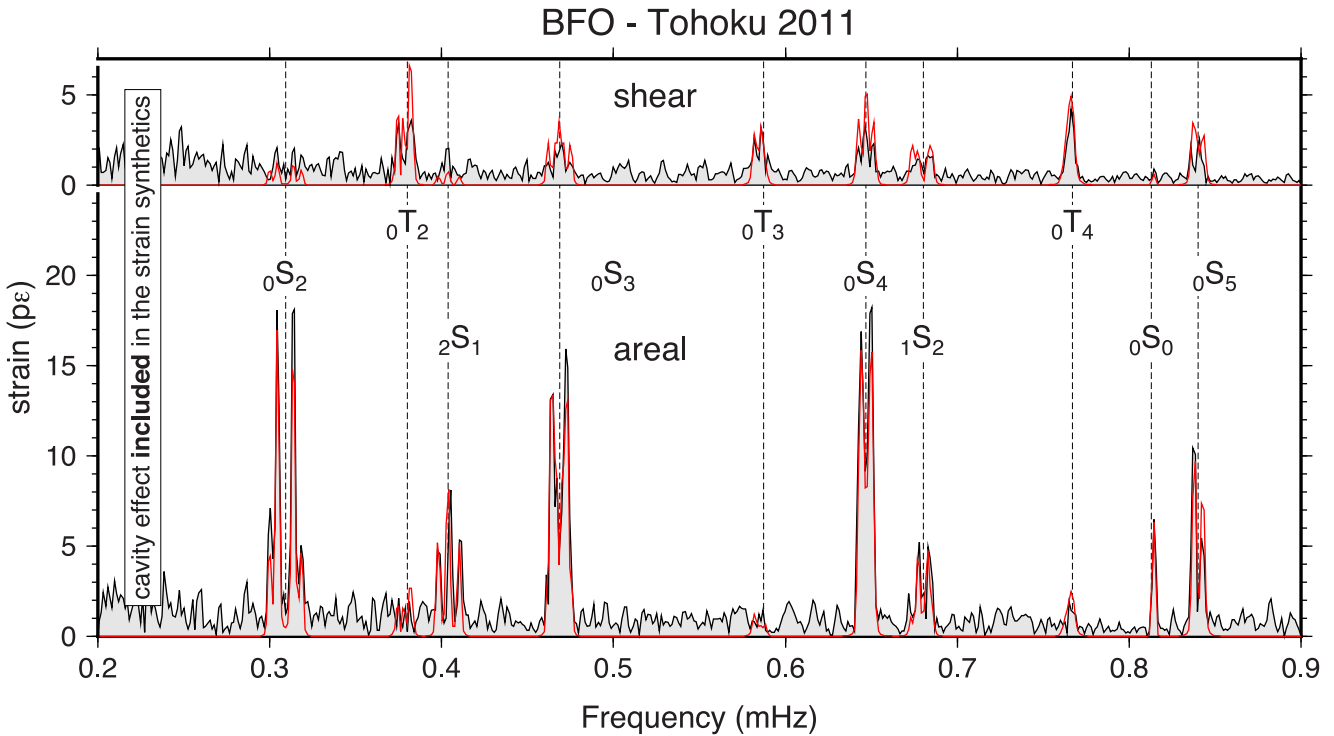 BFO - Tohoku 2011
shear
5
0
cavity effect included in the strain synthetics
strain (pε)
₀T₂ ₀T₃ ₀T₄
₀S₂ ₀S₃ ₀S₄ ₀S₅
₂S₁ areal ₁S₂ ₀S₀
20
15
10
5
0
0.2 0.3 0.4 0.5 0.6 0.7 0.8 0.9
Frequency (mHz)